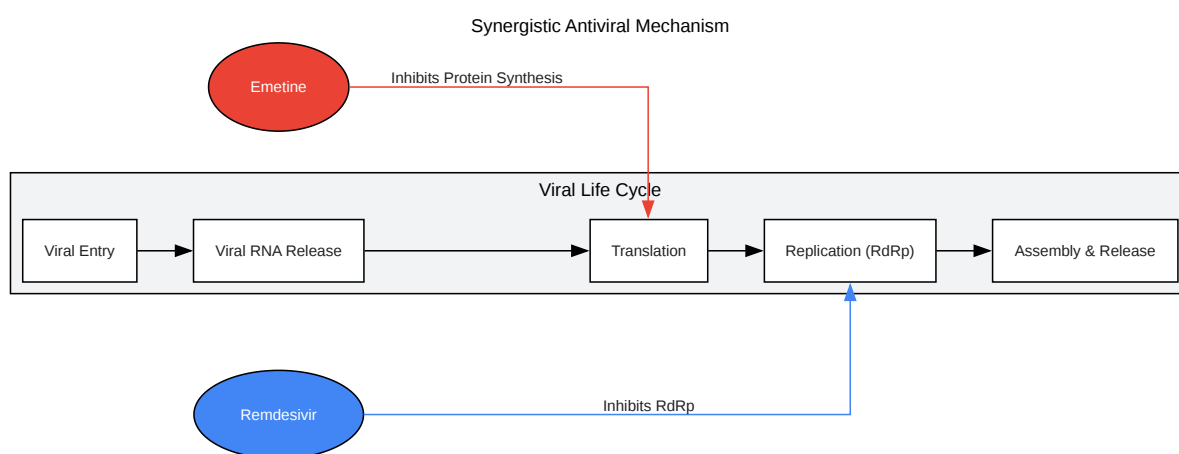 Synergistic Antiviral Mechanism
Emetine
Inhibits Protein Synthesis
Viral Life Cycle
Viral Entry
Viral RNA Release
Translation
Replication (RdRp)
Assembly & Release
Remdesivir
Inhibits RdRp